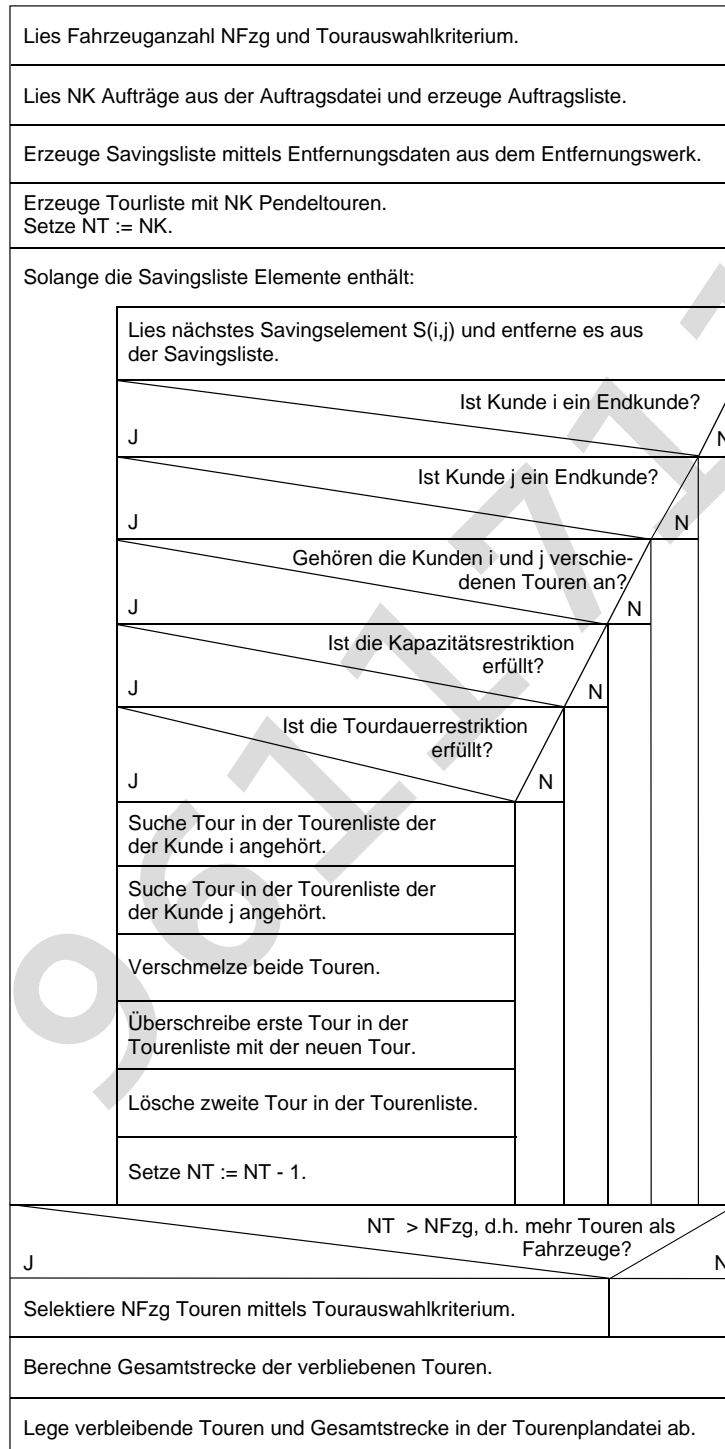 Lies Fahrzeuganzahl NFzg und Tourauswahlkriterium.
Lies NK Aufträge aus der Auftragsdatei und erzeuge Auftragsliste.
Erzeuge Savingsliste mittels Entfernungsdaten aus dem Entfernungswerk.
Erzeuge Tourliste mit NK Pendeltouren.
Setze NT := NK.
Solange die Savingsliste Elemente enthält:
Lies nächstes Savingselement S(i,j) und entferne es aus
der Savingsliste.
Ist Kunde i ein Endkunde?
J
N
Ist Kunde j ein Endkunde?
J
N
Gehören die Kunden i und j verschie-
denen Touren an?
J
N
Ist die Kapazitätsrestriktion
erfüllt?
J
N
Ist die Tourdauerrestriktion
erfüllt?
J
N
Suche Tour in der Tourenliste der
der Kunde i angehört.
Suche Tour in der Tourenliste der
der Kunde j angehört.
Verschmelze beide Touren.
Überschreibe erste Tour in der
Tourenliste mit der neuen Tour.
Lösche zweite Tour in der Tourenliste.
Setze NT := NT - 1.
NT > NFzg, d.h. mehr Touren als
Fahrzeuge?
J
N
Selektiere NFzg Touren mittels Tourauswahlkriterium.
Berechne Gesamtstrecke der verbliebenen Touren.
Lege verbleibende Touren und Gesamtstrecke in der Tourenplandatei ab.